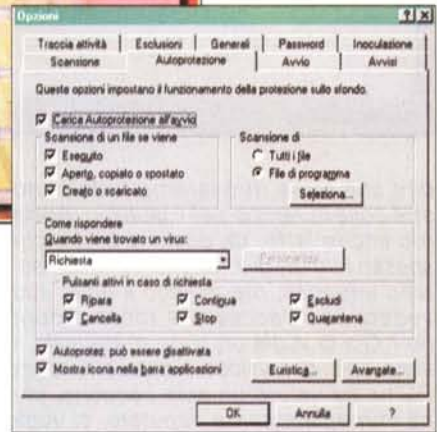 Opzioni
Traccia attività Esclusioni Generali Password Inoculazione
Scansione Autoprotezione Avvio Avvisi
Queste opzioni impostano il funzionamento della protezione sullo sfondo.
Carica Autoprotezione all'avvio
Scansione di un file se viene
Eseguito
Aperto, copiato o spostato
Creato o scaricato
Scansione di
Tutti i file
File di programma
Seleziona...
Come rispondere
Quando viene trovato un virus:
Richiesta
Personalizza...
Pulsanti attivi in caso di richiesta
Ripara Continua Escludi
Cancella Stop Quarantena
Autoprotez. può essere disattivata
Mostra icona nella barra applicazioni
Euristica... Avanzate...
OK Annulla ?